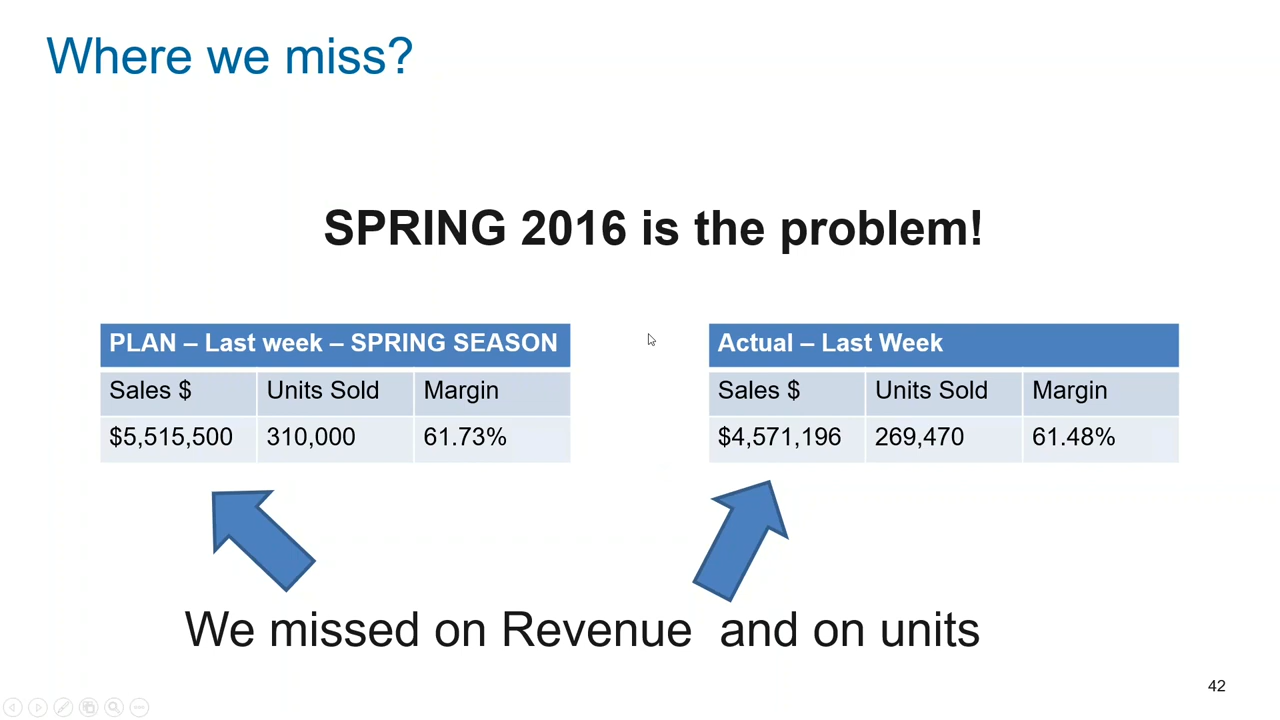 Where we miss?
SPRING 2016 is the problem!
PLAN – Last week – SPRING SEASON
Sales $ Units Sold Margin
$5,515,500 310,000 61.73%
Actual – Last Week
Sales $ Units Sold Margin
$4,571,196 269,470 61.48%
We missed on Revenue  and on units
42